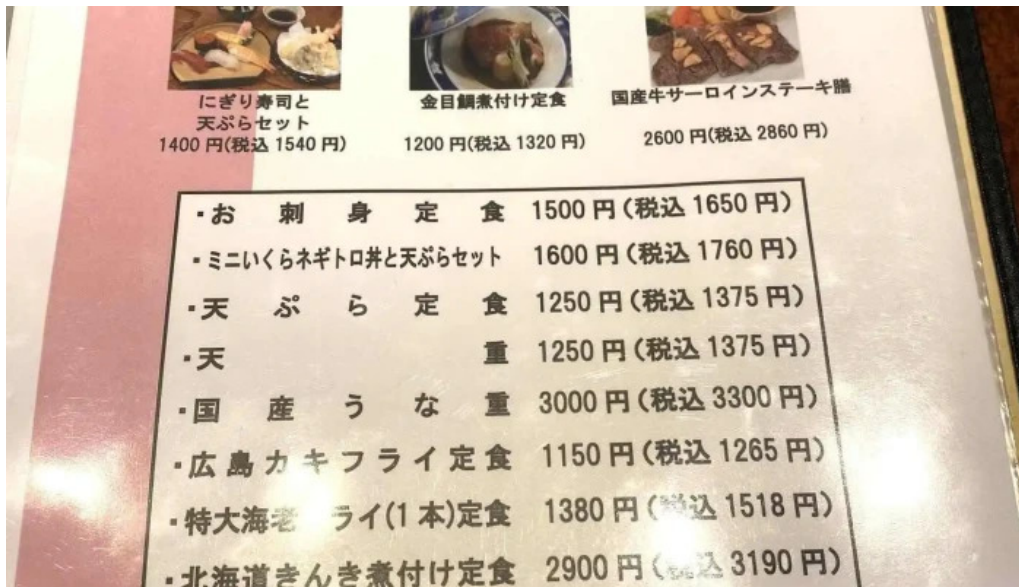 にぎり寿司と
天ぷらセット
1400円(税込1540円)
金目鯛煮付け定食
1200円(税込1320円)
国産牛サーロインステーキ膳
2600円(税込2860円)
・お刺身定食 1500円(税込1650円)
・ミニいくらネギトロ丼と天ぷらセット 1600円(税込1760円)
・天ぷら定食 1250円(税込1375円)
・天重 1250円(税込1375円)
・国産うな重 3000円(税込3300円)
・広島カキフライ定食 1150円(税込1265円)
・特大海老ライ(1本)定食 1380円(税込1518円)
・北海道きんき煮付け定食 2900円(税込3190円)